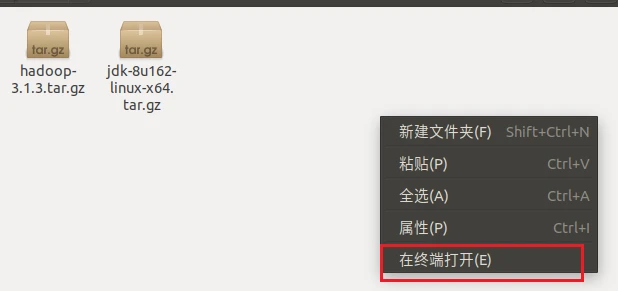 tar.gz
tar.gz
hadoop-
3.1.3.tar.gz
jdk-8u162-
linux-x64.
tar.gz
新建文件夹(F) Shift+Ctrl+N
粘贴(P) Ctrl+V
全选(A) Ctrl+A
属性(P) Ctrl+I
在终端打开(E)